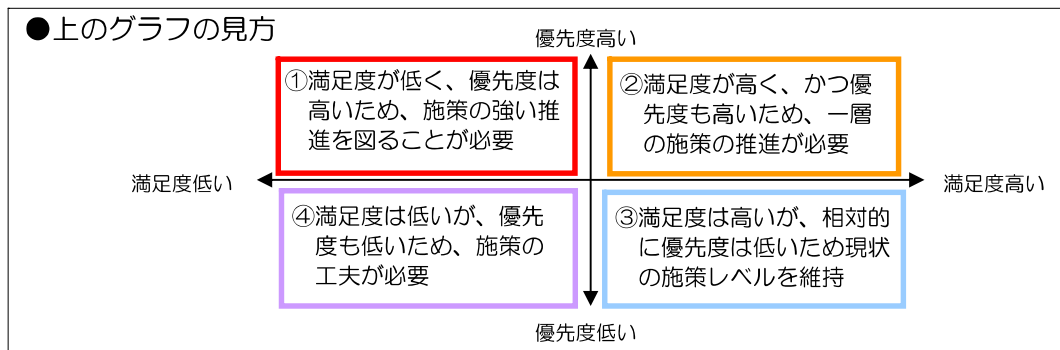 ●上のグラフの見方
優先度高い
①満足度が低く、優先度は
高いため、施策の強い推
進を図ることが必要
②満足度が高く、かつ優
先度も高いため、一層
の施策の推進が必要
満足度低い
満足度高い
④満足度は低いが、優先
度も低いため、施策の
工夫が必要
③満足度は高いが、相対的
に優先度は低いため現状
の施策レベルを維持
優先度低い